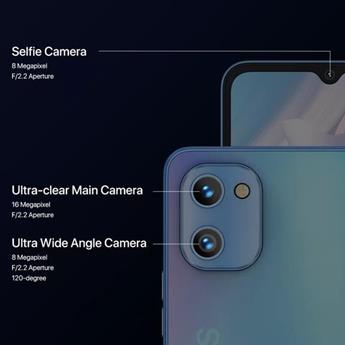 Selfie Camera
8 Megapixel
F/2.2 Aperture
Ultra-clear Main Camera
16 Megapixel
F/2.2 Aperture
Ultra Wide Angle Camera
8 Megapixel
F/2.2 Aperture
120-degree
S